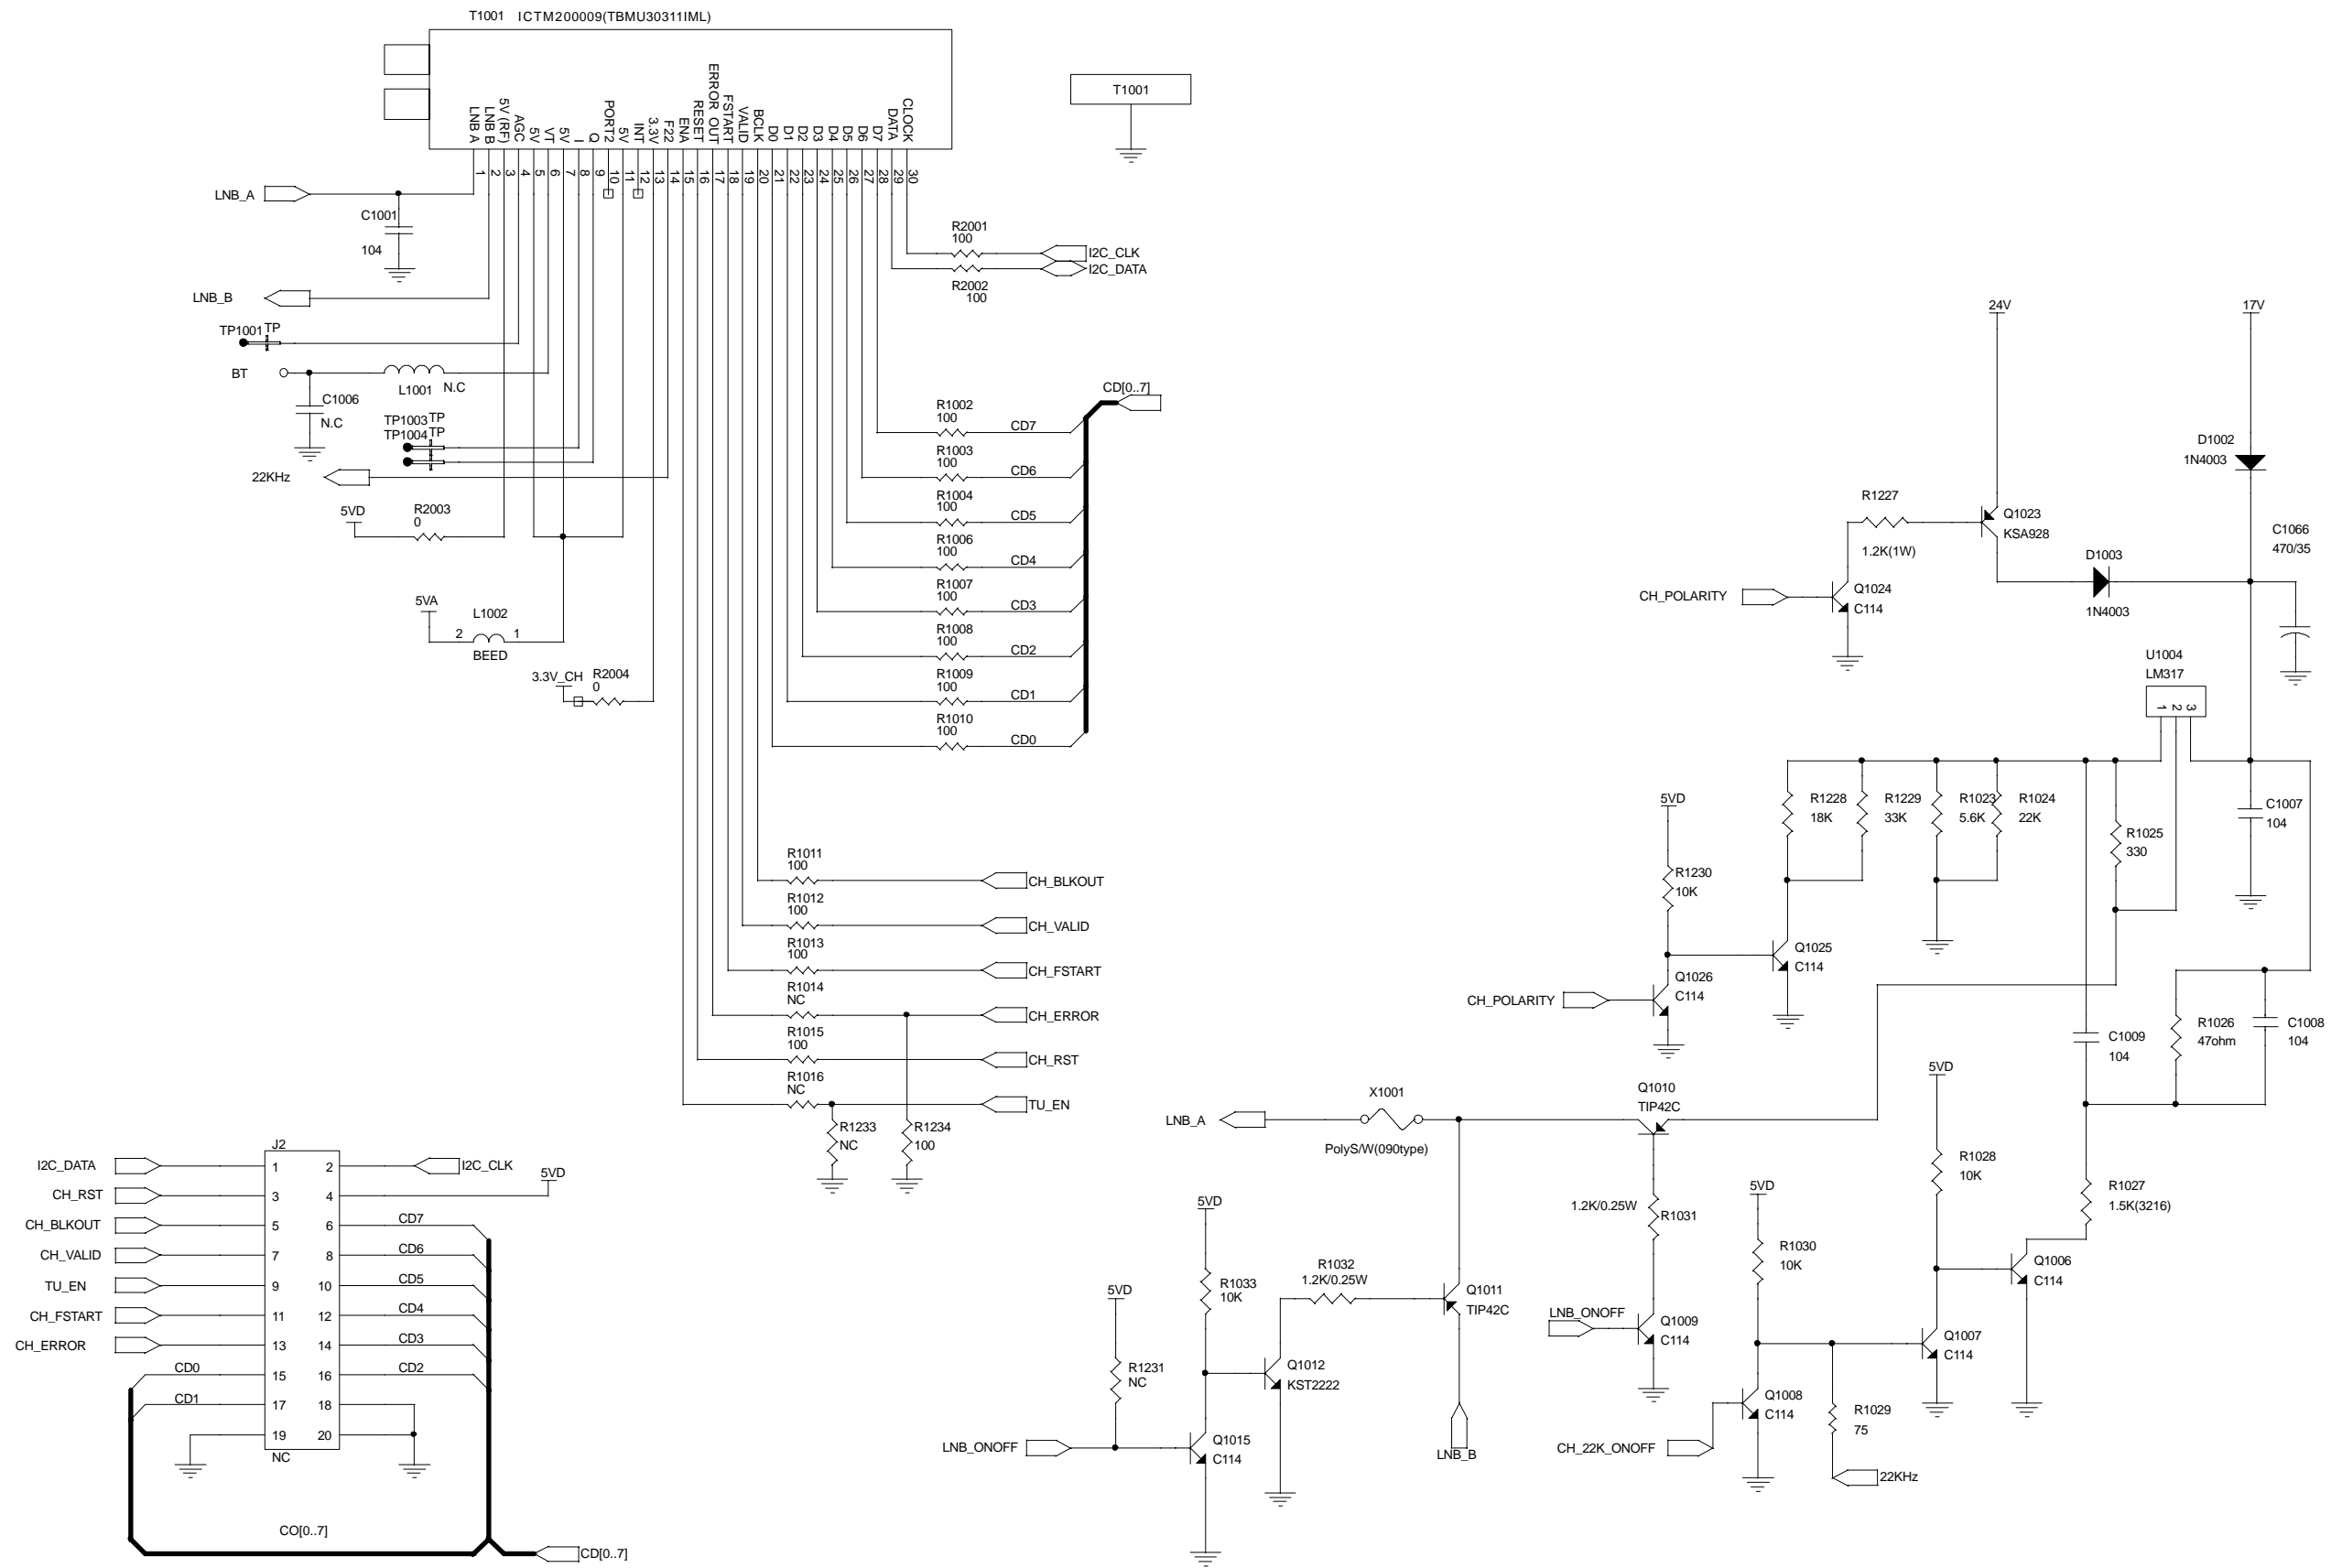 T1001 ICTM200009(TBMU30311IML)
LNB A
LNB B
5V (RF)
AGC
5V
VT
5V
I
Q
PORT2
5V
INT
3.3V
F22
ENA
RESET
ERROR OUT
FSTART
VALID
BCLK
D0
D1
D2
D3
D4
D5
D6
D7
DATA
CLOCK
1
2
3
4
5
6
7
8
9
10
11
12
13
14
15
16
17
18
19
20
21
22
23
24
25
26
27
28
29
30
T1001
LNB_A
C1001
104
LNB_B
TP1001 TP
BT
L1001 N.C
C1006
N.C
TP1003 TP
TP1004 TP
22KHz
5VD
R2003
0
5VA
L1002
2 1
BEED
3.3V_CH
R2004
0
R2001
100
I2C_CLK
I2C_DATA
R2002
100
CD[0..7]
R1002
100
CD7
R1003
100
CD6
R1004
100
CD5
R1006
100
CD4
R1007
100
CD3
R1008
100
CD2
R1009
100
CD1
R1010
100
CD0
R1011
100
CH_BLKOUT
R1012
100
CH_VALID
R1013
100
CH_FSTART
R1014
NC
CH_ERROR
R1015
100
CH_RST
R1016
NC
TU_EN
R1233
NC
R1234
100
24V
17V
D1002
1N4003
R1227
1.2K(1W)
Q1023
KSA928
C1066
470/35
D1003
1N4003
CH_POLARITY
Q1024
C114
U1004
LM317
1 2 3
R1228
18K
R1229
33K
R1023
5.6K
R1024
22K
R1025
330
C1007
104
5VD
R1230
10K
Q1025
C114
CH_POLARITY
Q1026
C114
C1009
104
R1026
47ohm
C1008
104
LNB_A
X1001
PolyS/W(090type)
Q1010
TIP42C
5VD
R1028
10K
R1027
1.5K(3216)
1.2K/0.25W
R1031
5VD
R1030
10K
Q1006
C114
5VD
R1033
10K
R1032
1.2K/0.25W
Q1011
TIP42C
LNB_ONOFF
Q1009
C114
Q1007
C114
5VD
R1231
NC
Q1012
KST2222
Q1008
C114
R1029
75
LNB_ONOFF
Q1015
C114
LNB_B
CH_22K_ONOFF
22KHz
J2
I2C_DATA
1
2
I2C_CLK
CH_RST
3
4
5VD
CH_BLKOUT
5
6
CD7
CH_VALID
7
8
CD6
TU_EN
9
10
CD5
CH_FSTART
11
12
CD4
CH_ERROR
13
14
CD3
CD0
15
16
CD2
CD1
17
18
19
20
NC
CO[0..7]
CD[0..7]